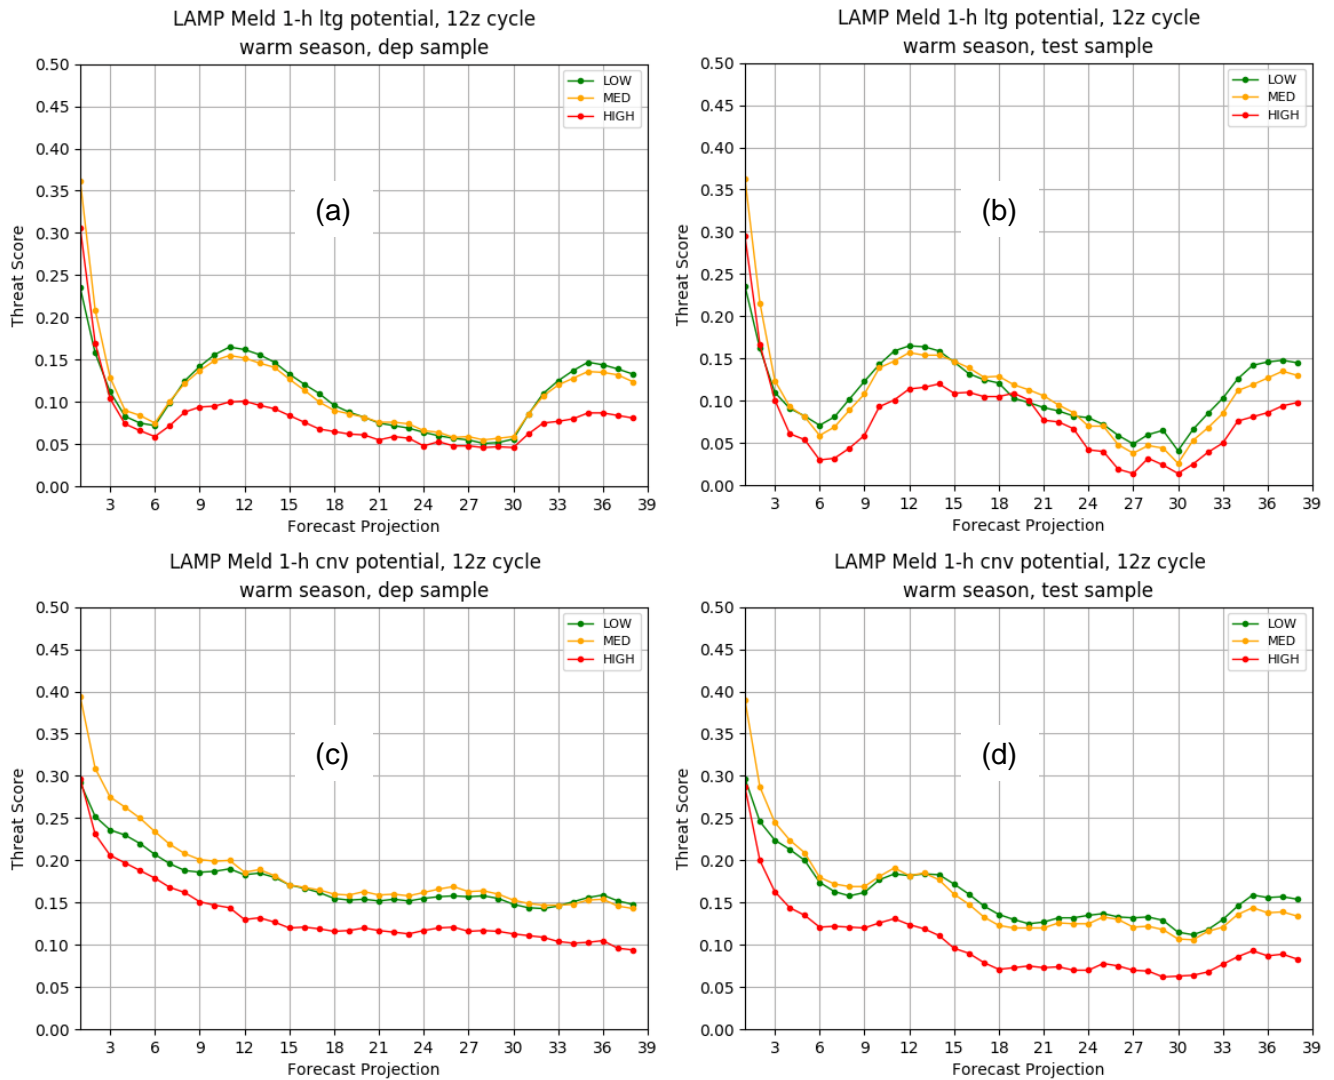 LAMP Meld 1-h ltg potential, 12z cycle
warm season, dep sample
0.50
0.45
0.40
0.35
0.30
0.25
0.20
0.15
0.10
0.05
0.00
Threat Score
LOW
MED
HIGH
(a)
3 6 9 12 15 18 21 24 27 30 33 36 39
Forecast Projection
LAMP Meld 1-h ltg potential, 12z cycle
warm season, test sample
0.50
0.45
0.40
0.35
0.30
0.25
0.20
0.15
0.10
0.05
0.00
Threat Score
LOW
MED
HIGH
(b)
3 6 9 12 15 18 21 24 27 30 33 36 39
Forecast Projection
LAMP Meld 1-h cnv potential, 12z cycle
warm season, dep sample
0.50
0.45
0.40
0.35
0.30
0.25
0.20
0.15
0.10
0.05
0.00
Threat Score
LOW
MED
HIGH
(c)
3 6 9 12 15 18 21 24 27 30 33 36 39
Forecast Projection
LAMP Meld 1-h cnv potential, 12z cycle
warm season, test sample
0.50
0.45
0.40
0.35
0.30
0.25
0.20
0.15
0.10
0.05
0.00
Threat Score
LOW
MED
HIGH
(d)
3 6 9 12 15 18 21 24 27 30 33 36 39
Forecast Projection